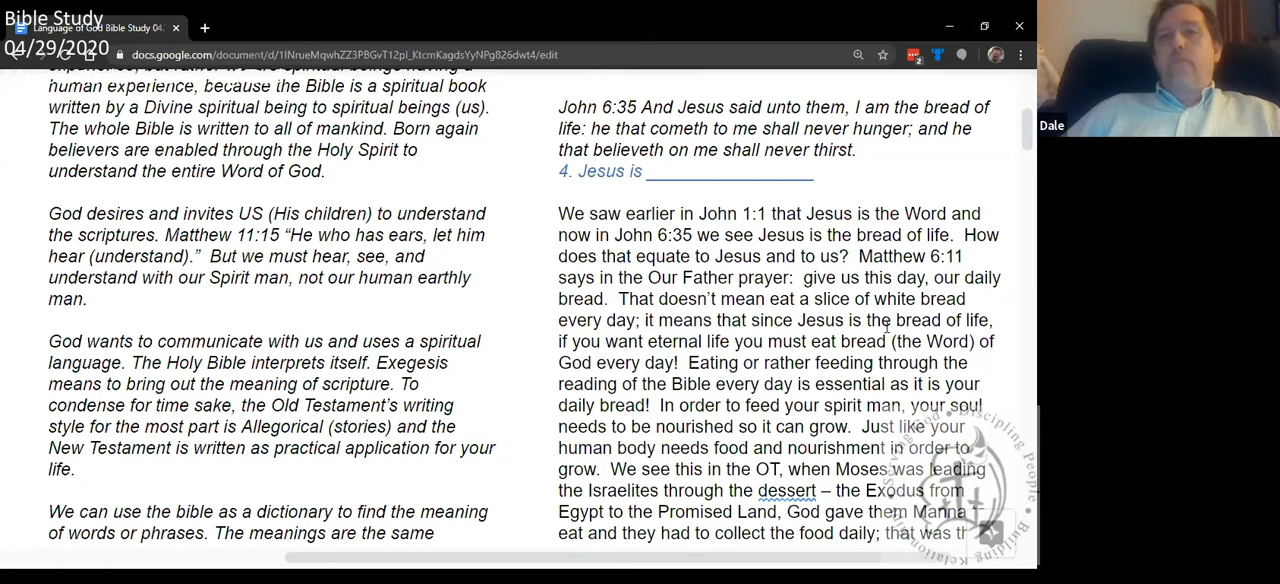 Bible Study
04/29/2020
Language of God Bible Study 04
docs.google.com/document/d/1lNrueMqwhZZ3PBGvT12pl_KtcmKagdsYyNPg826dwt4/edit
2
Dale
human experience, because the Bible is a spiritual book
written by a Divine spiritual being to spiritual beings (us).
The whole Bible is written to all of mankind. Born again
believers are enabled through the Holy Spirit to
understand the entire Word of God.
God desires and invites US (His children) to understand
the scriptures. Matthew 11:15 “He who has ears, let him
hear (understand).”  But we must hear, see, and
understand with our Spirit man, not our human earthly
man.
God wants to communicate with us and uses a spiritual
language. The Holy Bible interprets itself. Exegesis
means to bring out the meaning of scripture. To
condense for time sake, the Old Testament’s writing
style for the most part is Allegorical (stories) and the
New Testament is written as practical application for your
life.
We can use the bible as a dictionary to find the meaning
of words or phrases. The meanings are the same
John 6:35 And Jesus said unto them, I am the bread of
life: he that cometh to me shall never hunger; and he
that believeth on me shall never thirst.
4. Jesus is _________________
We saw earlier in John 1:1 that Jesus is the Word and
now in John 6:35 we see Jesus is the bread of life.  How
does that equate to Jesus and to us?  Matthew 6:11
says in the Our Father prayer:  give us this day, our daily
bread.  That doesn’t mean eat a slice of white bread
every day; it means that since Jesus is the bread of life,
if you want eternal life you must eat bread (the Word) of
God every day!  Eating or rather feeding through the
reading of the Bible every day is essential as it is your
daily bread!  In order to feed your spirit man, your soul
needs to be nourished so it can grow.  Just like your
human body needs food and nourishment in order to
grow.  We see this in the OT, when Moses was leading
the Israelites through the dessert – the Exodus from
Egypt to the Promised Land, God gave them Manna
eat and they had to collect the food daily; that was
Serving God • Discipling People • Building Relationships